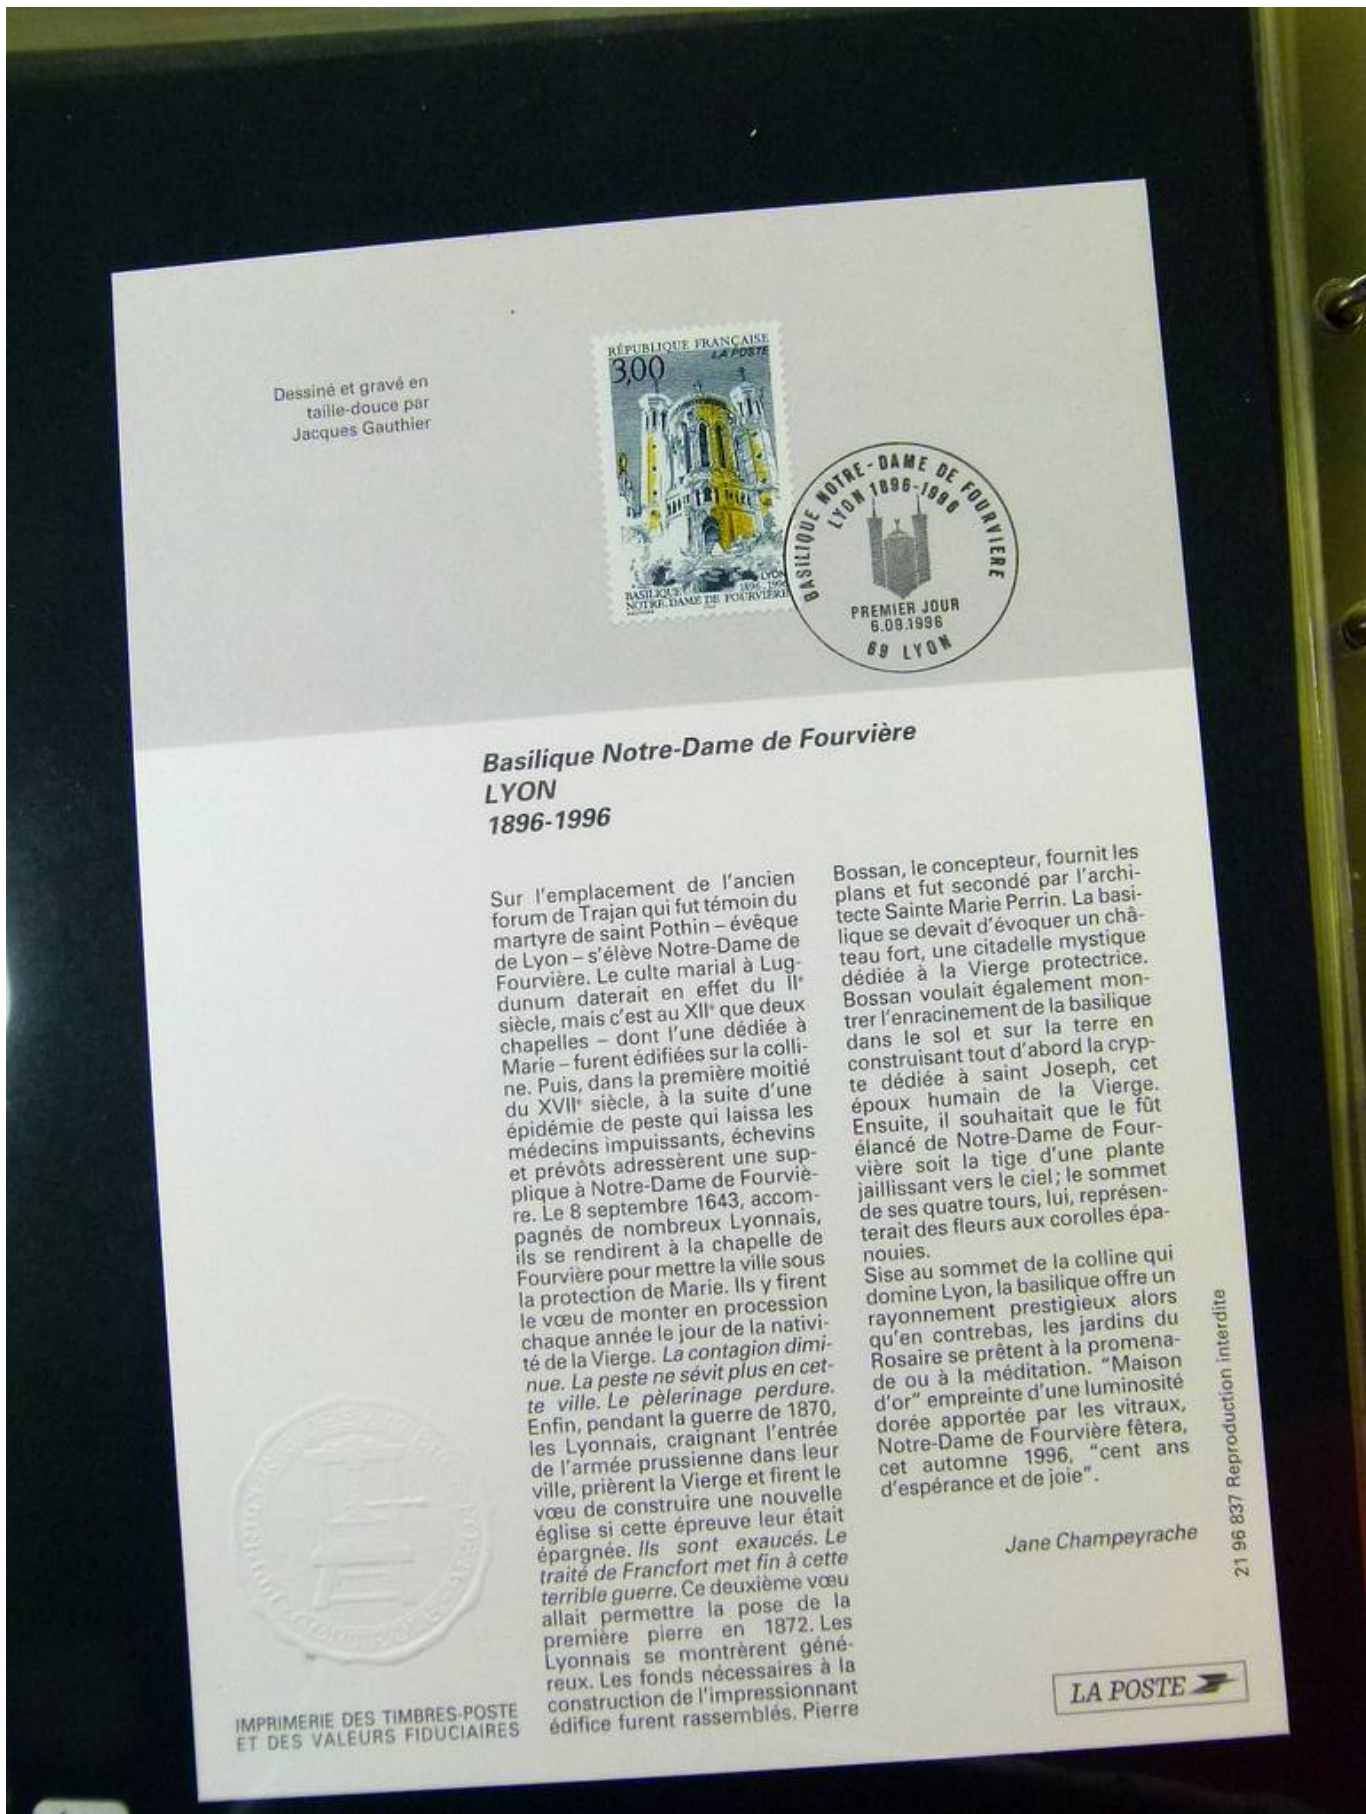 Dessiné et gravé en
taille-douce par
Jacques Gauthier
RÉPUBLIQUE FRANÇAISE
LA POSTE
3,00
LYON
1896-1996
BASILIQUE
NOTRE-DAME DE FOURVIÈRE
BASILIQUE NOTRE-DAME DE FOURVIERE
LYON 1896-1996
PREMIER JOUR
6.09.1996
69 LYON
Basilique Notre-Dame de Fourvière
LYON
1896-1996
Sur l'emplacement de l'ancien
forum de Trajan qui fut témoin du
martyre de saint Pothin – évêque
de Lyon – s'élève Notre-Dame de
Fourvière. Le culte marial à Lug-
dunum daterait en effet du IIe
siècle, mais c'est au XIIe que deux
chapelles – dont l'une dédiée à
Marie – furent édifiées sur la colli-
ne. Puis, dans la première moitié
du XVIIe siècle, à la suite d'une
épidémie de peste qui laissa les
médecins impuissants, échevins
et prévôts adressèrent une sup-
plique à Notre-Dame de Fourviè-
re. Le 8 septembre 1643, accom-
pagnés de nombreux Lyonnais,
ils se rendirent à la chapelle de
Fourvière pour mettre la ville sous
la protection de Marie. Ils y firent
le vœu de monter en procession
chaque année le jour de la nativi-
té de la Vierge. La contagion dimi-
nue. La peste ne sévit plus en cet-
te ville. Le pèlerinage perdure.
Enfin, pendant la guerre de 1870,
les Lyonnais, craignant l'entrée
de l'armée prussienne dans leur
ville, prièrent la Vierge et firent le
vœu de construire une nouvelle
église si cette épreuve leur était
épargnée. Ils sont exaucés. Le
traité de Francfort met fin à cette
terrible guerre. Ce deuxième vœu
allait permettre la pose de la
première pierre en 1872. Les
Lyonnais se montrèrent géné-
reux. Les fonds nécessaires à la
construction de l'impressionnant
édifice furent rassemblés. Pierre
Bossan, le concepteur, fournit les
plans et fut secondé par l'archi-
tecte Sainte Marie Perrin. La basi-
lique se devait d'évoquer un châ-
teau fort, une citadelle mystique
dédiée à la Vierge protectrice.
Bossan voulait également mon-
trer l'enracinement de la basilique
dans le sol et sur la terre en
construisant tout d'abord la cryp-
te dédiée à saint Joseph, cet
époux humain de la Vierge.
Ensuite, il souhaitait que le fût
élancé de Notre-Dame de Four-
vière soit la tige d'une plante
jaillissant vers le ciel ; le sommet
de ses quatre tours, lui, représen-
terait des fleurs aux corolles épa-
nouies.
Sise au sommet de la colline qui
domine Lyon, la basilique offre un
rayonnement prestigieux alors
qu'en contrebas, les jardins du
Rosaire se prêtent à la promena-
de ou à la méditation. "Maison
d'or" empreinte d'une luminosité
dorée apportée par les vitraux,
Notre-Dame de Fourvière fêtera,
cet automne 1996, "cent ans
d'espérance et de joie".
Jane Champeyrache
21 96 837 Reproduction interdite
IMPRIMERIE DES TIMBRES-POSTE
ET DES VALEURS FIDUCIAIRES
LA POSTE